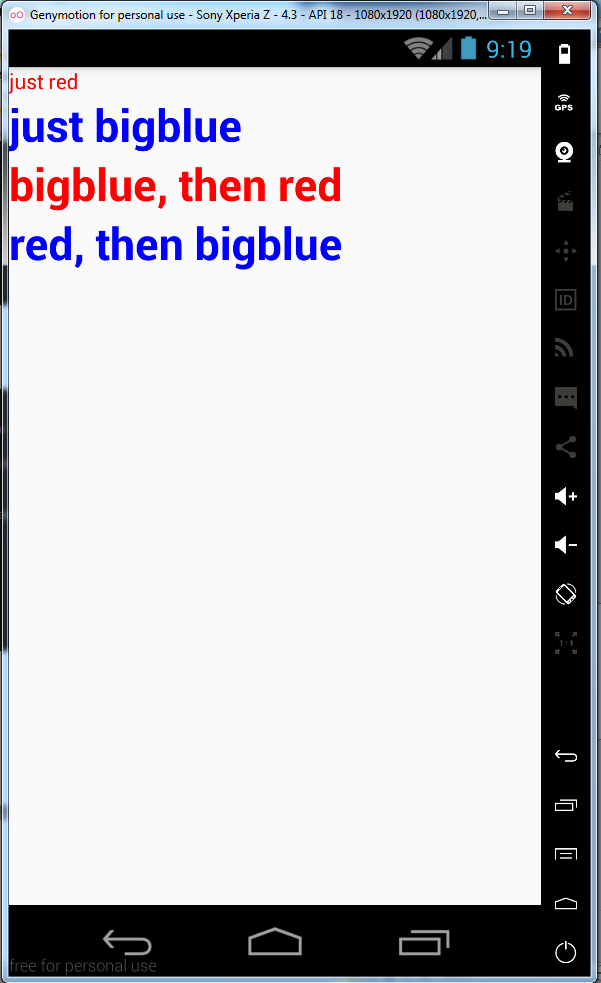 Genymotion for personal use - Sony Xperia Z - 4.3 - API 18 - 1080x1920 (1080x1920,...
9:19
GPS
just red
just bigblue
bigblue, then red
red, then bigblue
ID
1:1
free for personal use